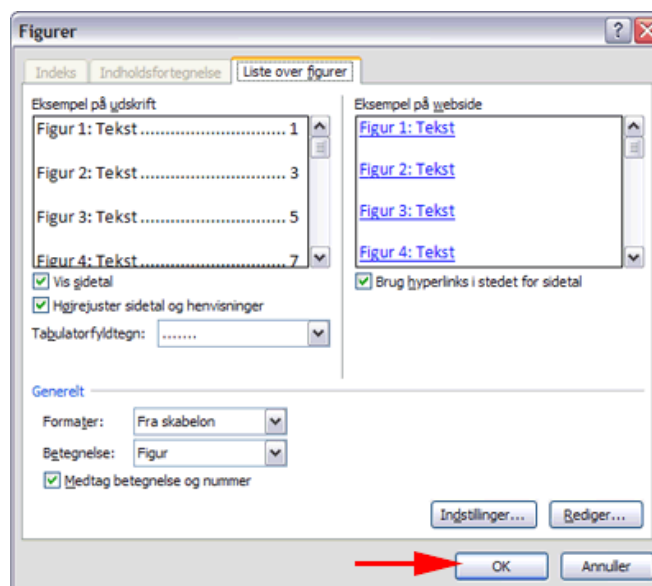 Figurer
Indeks Indholdsfortegnelse Liste over figurer
Eksempel på udskrift
Figur 1: Tekst.............................. 1
Figur 2: Tekst.............................. 3
Figur 3: Tekst.............................. 5
Figur 4: Tekst.............................. 7
Vis sidetal
Højrejuster sidetal og henvisninger
Tabulatorfyldtegn: .......
Eksempel på webside
Figur 1: Tekst
Figur 2: Tekst
Figur 3: Tekst
Figur 4: Tekst
Brug hyperlinks i stedet for sidetal
Generelt
Formater: Fra skabelon
Betegnelse: Figur
Medtag betegnelse og nummer
Indstillinger... Rediger...
OK Annuller